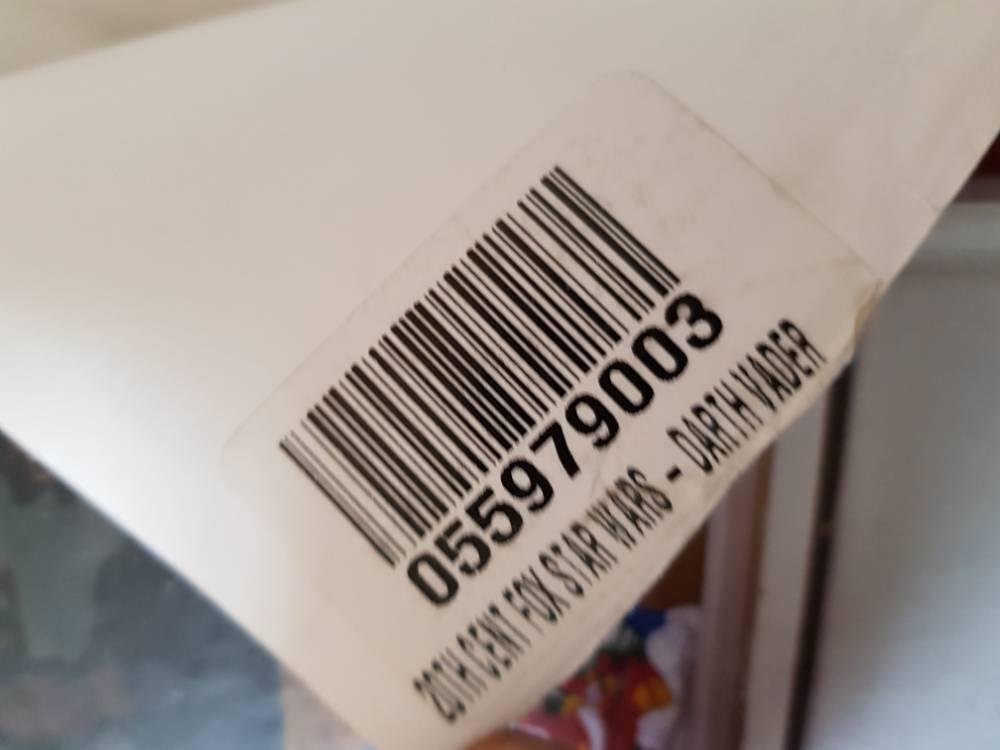 055979003
20TH CENT FOX STAR WARS - DARTH VADER